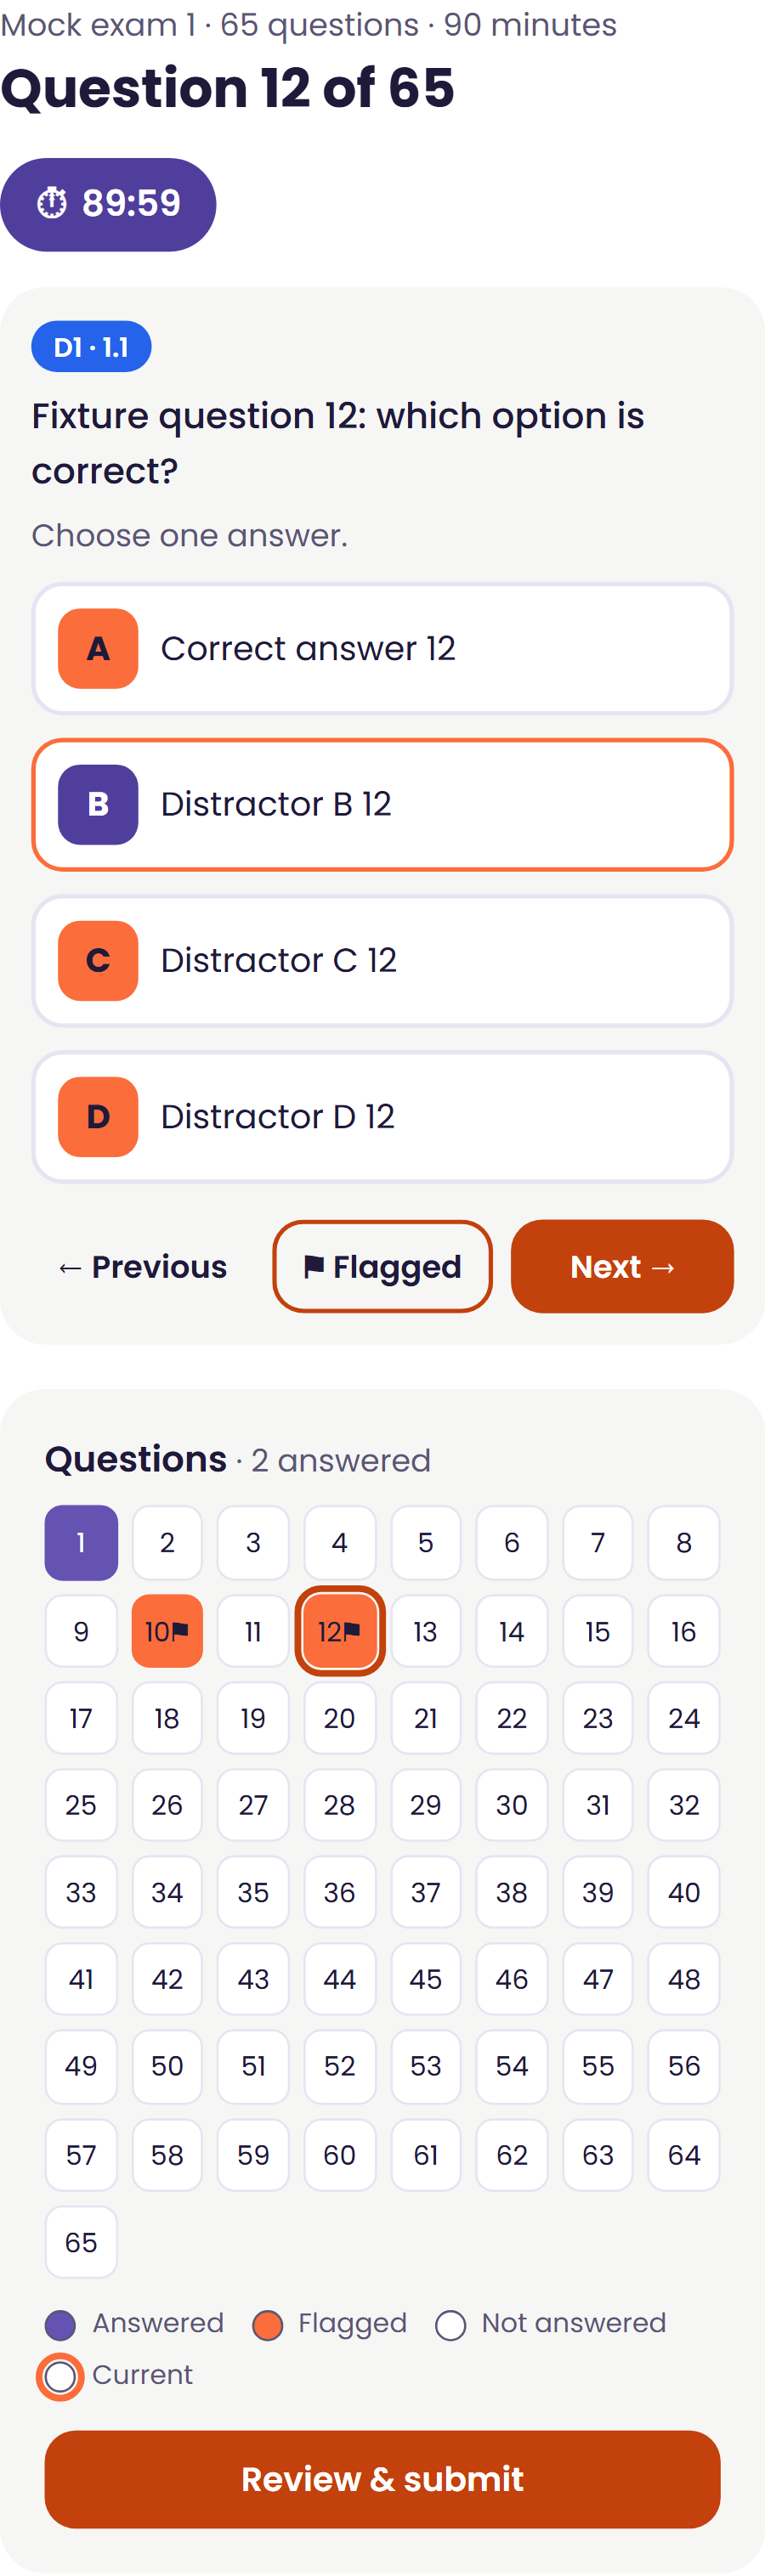 Mock exam 1 · 65 questions · 90 minutes
Question 12 of 65
⏱ 89:59
D1 · 1.1
Fixture question 12: which option is
correct?
Choose one answer.
A Correct answer 12
B Distractor B 12
C Distractor C 12
D Distractor D 12
← Previous ⚑ Flagged Next →
Questions · 2 answered
1 2 3 4 5 6 7 8
9 10⚑ 11 12⚑ 13 14 15 16
17 18 19 20 21 22 23 24
25 26 27 28 29 30 31 32
33 34 35 36 37 38 39 40
41 42 43 44 45 46 47 48
49 50 51 52 53 54 55 56
57 58 59 60 61 62 63 64
65
Answered Flagged Not answered
Current
Review & submit